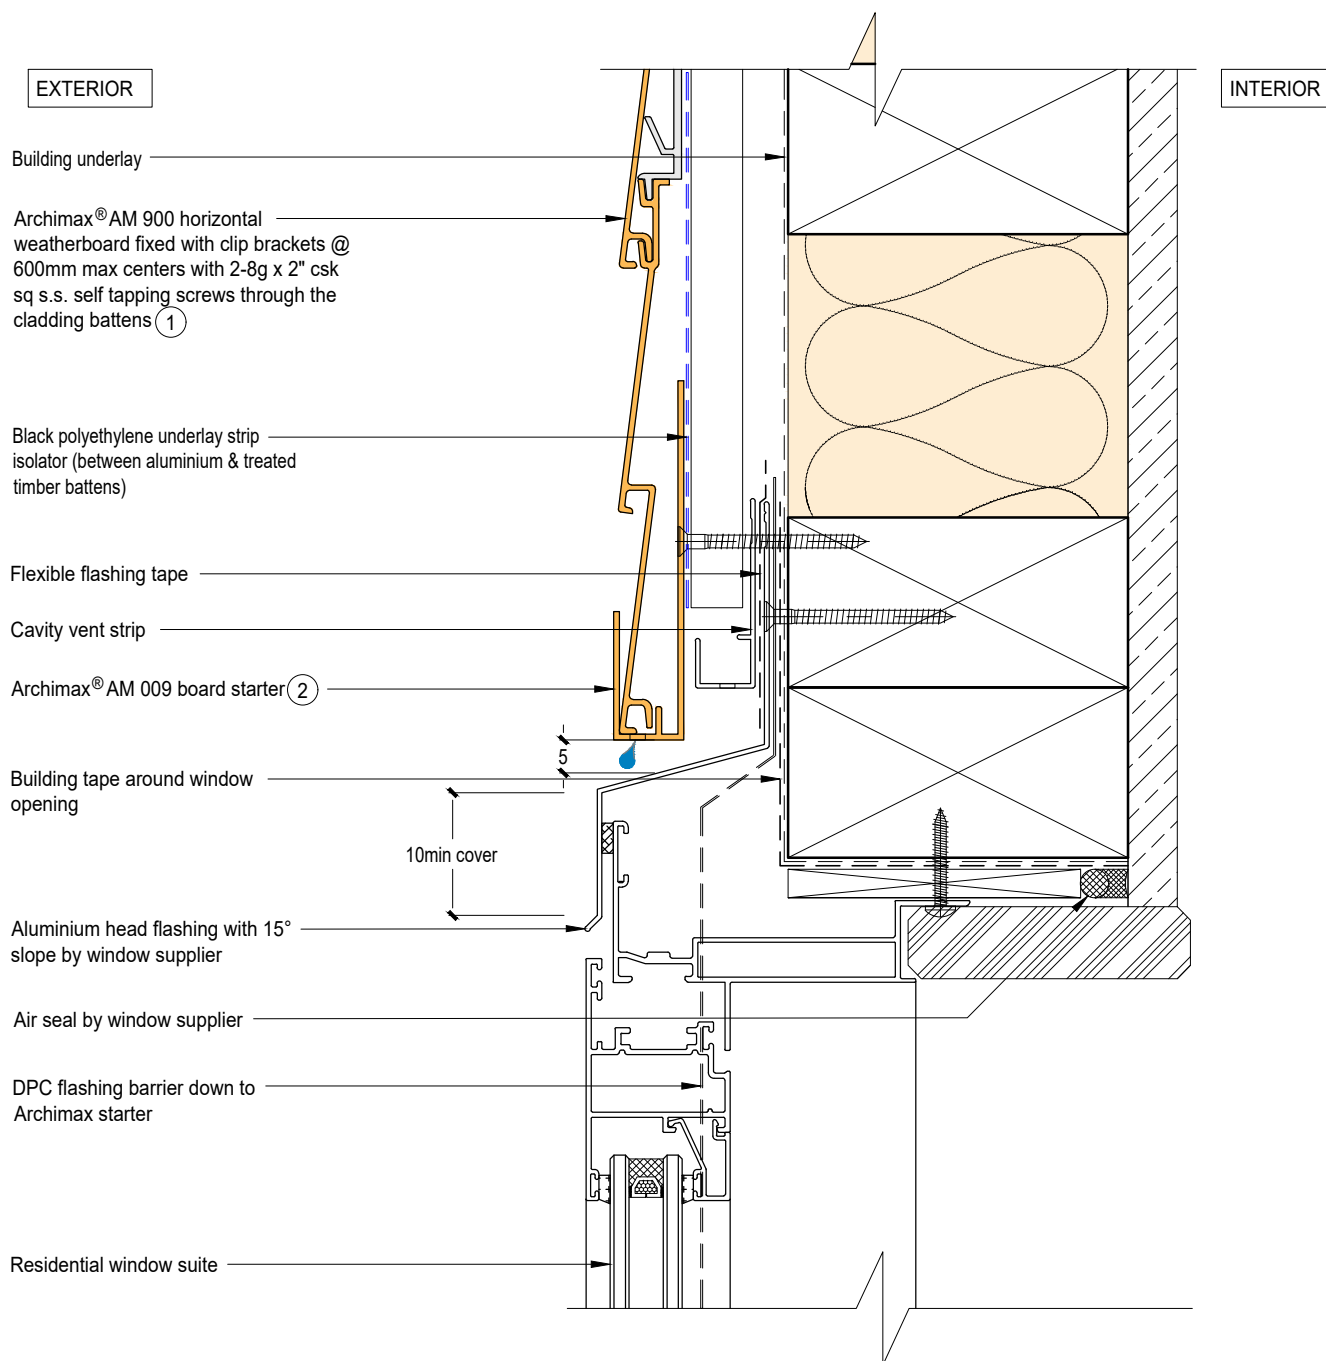 EXTERIOR
INTERIOR
Building underlay
Archimax® AM 900 horizontal
weatherboard fixed with clip brackets @
600mm max centers with 2-8g x 2" csk
sq s.s. self tapping screws through the
cladding battens 1
Black polyethylene underlay strip
isolator (between aluminium & treated
timber battens)
Flexible flashing tape
Cavity vent strip
Archimax® AM 009 board starter 2
5
Building tape around window
opening
10min cover
Aluminium head flashing with 15°
slope by window supplier
Air seal by window supplier
DPC flashing barrier down to
Archimax starter
Residential window suite